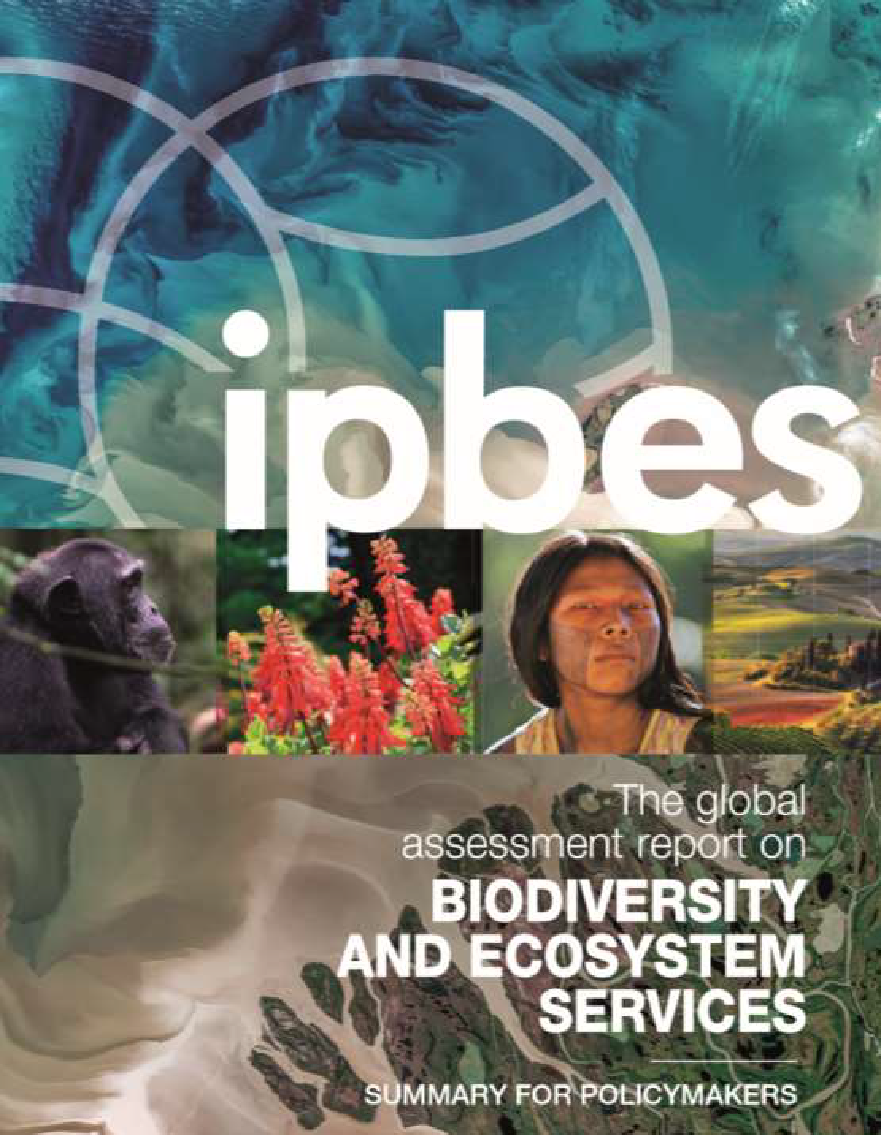 ipbes
The global
assessment report on
BIODIVERSITY
AND ECOSYSTEM
SERVICES
SUMMARY FOR POLICYMAKERS